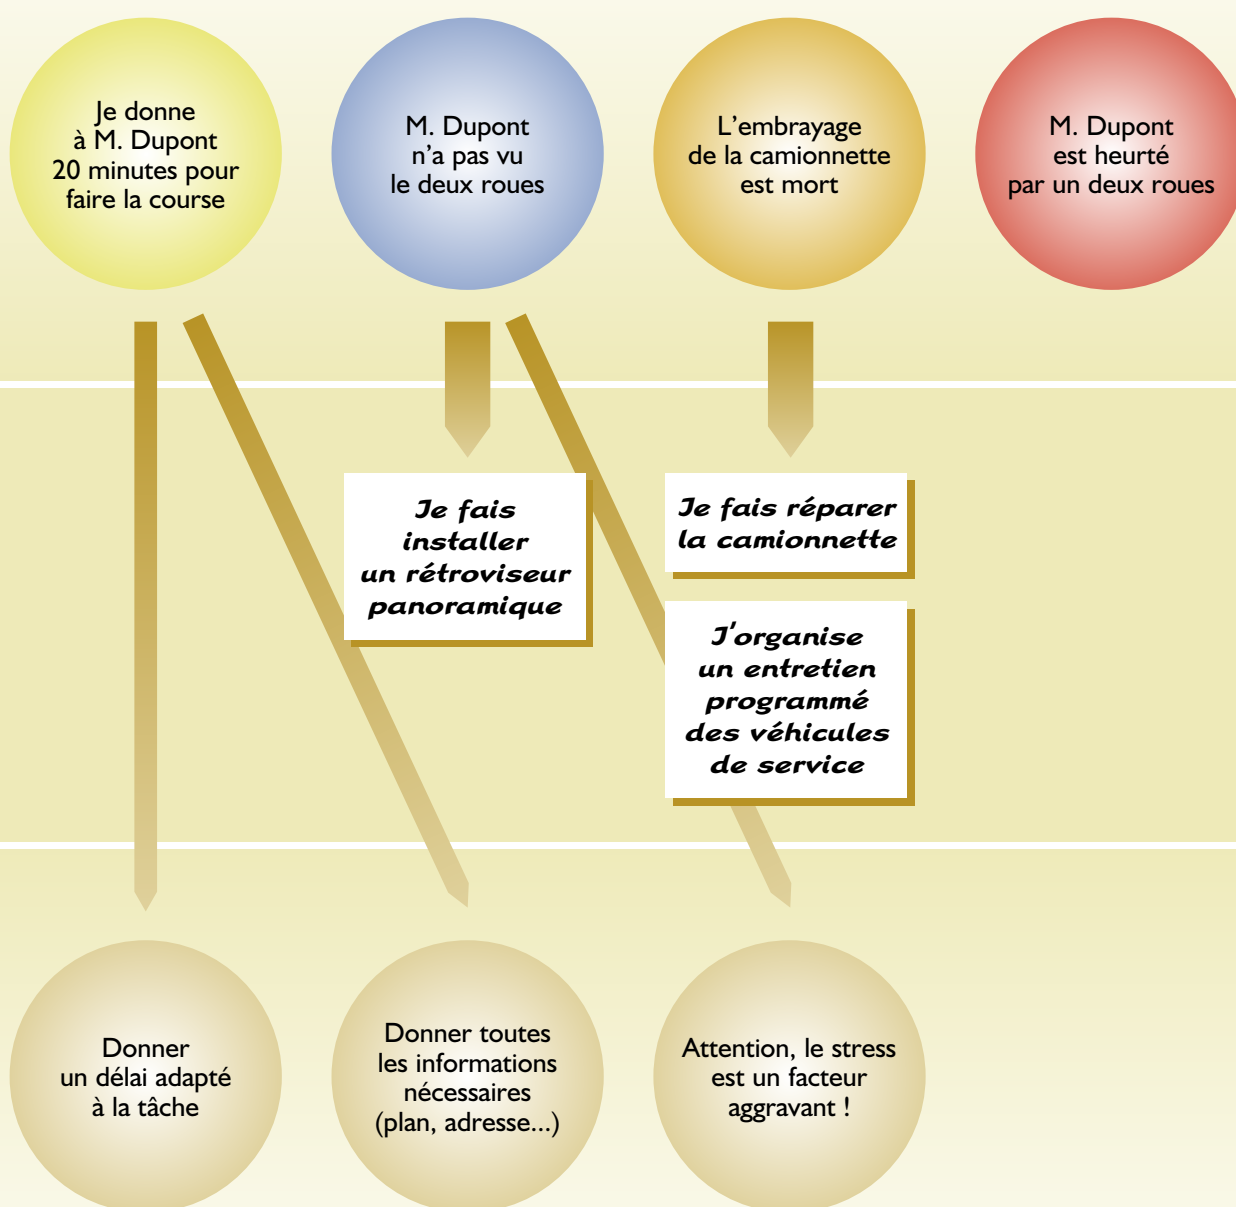 Je donne
à M. Dupont
20 minutes pour
faire la course
M. Dupont
n'a pas vu
le deux roues
L'embrayage
de la camionnette
est mort
M. Dupont
est heurté
par un deux roues
Je fais
installer
un rétroviseur
panoramique
Je fais réparer
la camionnette
J'organise
un entretien
programmé
des véhicules
de service
Donner
un délai adapté
à la tâche
Donner toutes
les informations
nécessaires
(plan, adresse...)
Attention, le stress
est un facteur
aggravant !